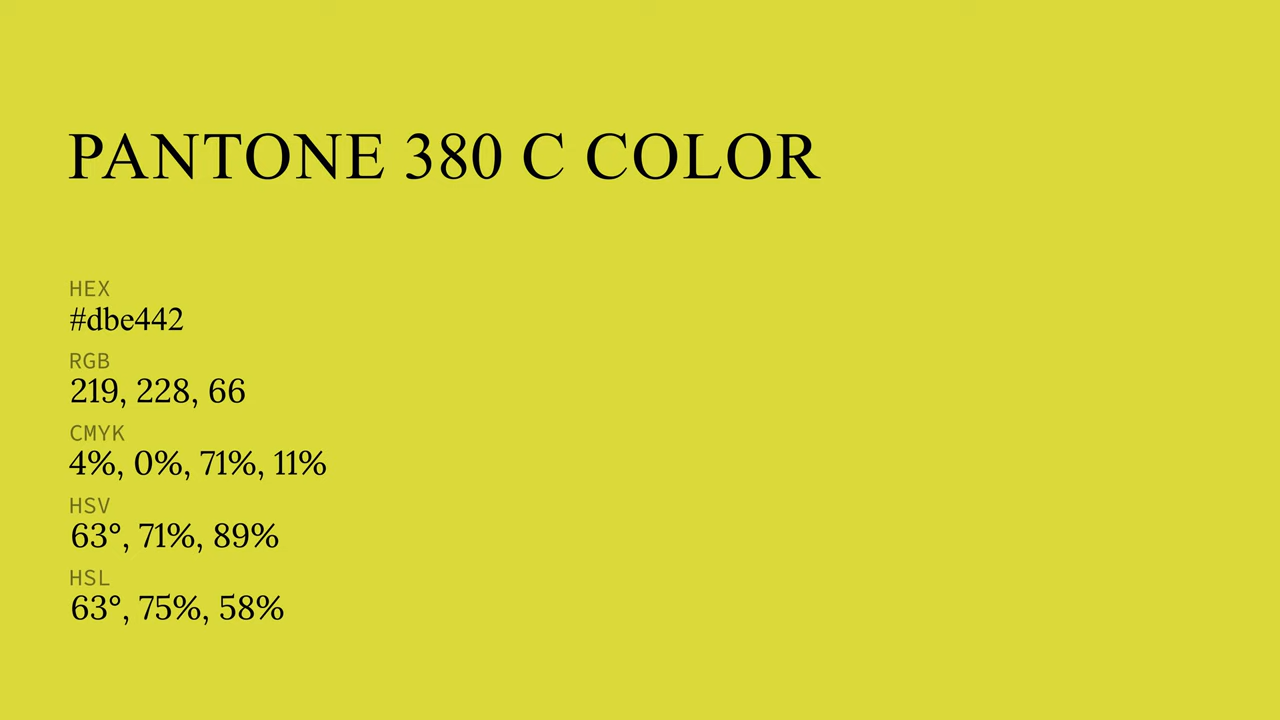 PANTONE 380 C COLOR
HEX
#dbe442
RGB
219, 228, 66
CMYK
4%, 0%, 71%, 11%
HSV
63°, 71%, 89%
HSL
63°, 75%, 58%